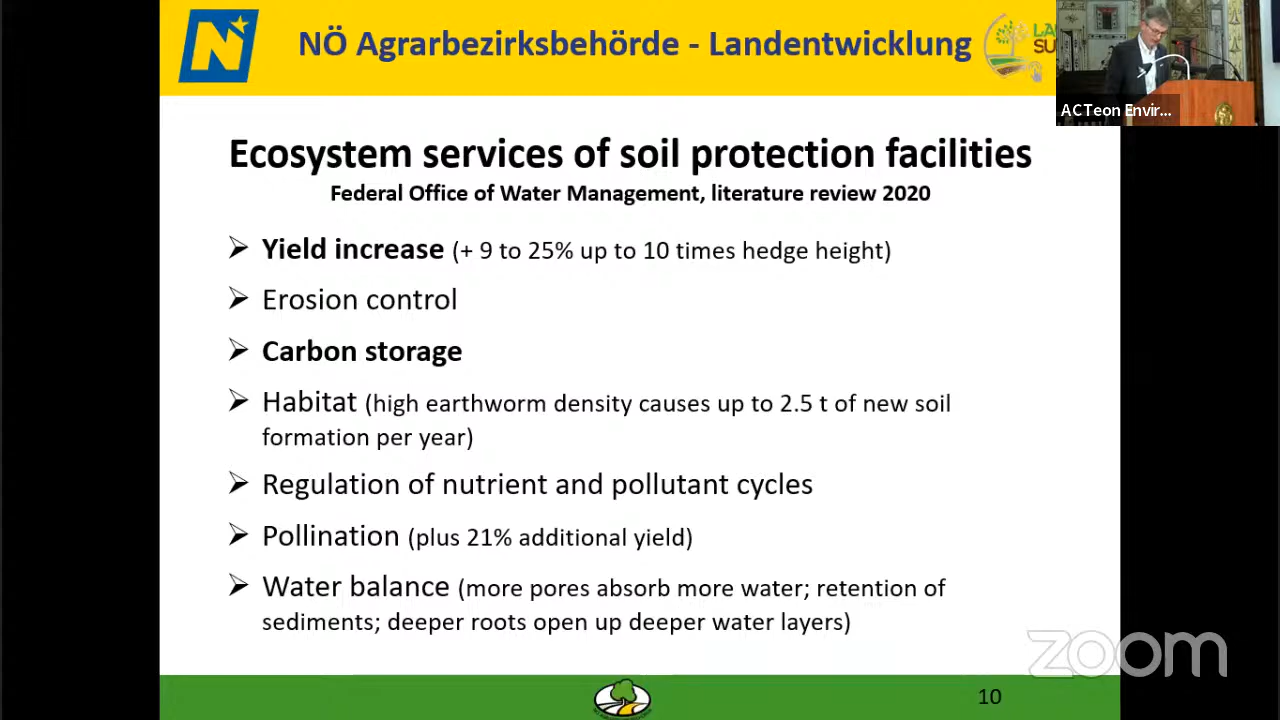 N
NÖ Agrarbezirksbehörde - Landentwicklung
LA
SU
ACTeon Envir...
Ecosystem services of soil protection facilities
Federal Office of Water Management, literature review 2020
➢ Yield increase (+ 9 to 25% up to 10 times hedge height)
➢ Erosion control
➢ Carbon storage
➢ Habitat (high earthworm density causes up to 2.5 t of new soil
formation per year)
➢ Regulation of nutrient and pollutant cycles
➢ Pollination (plus 21% additional yield)
➢ Water balance (more pores absorb more water; retention of
sediments; deeper roots open up deeper water layers)
zoom
10